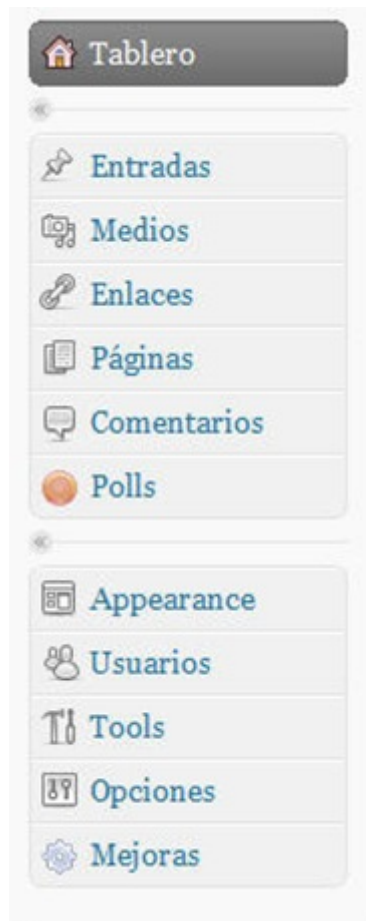 Tablero
Entradas
Medios
Enlaces
Páginas
Comentarios
Polls
Appearance
Usuarios
Tools
Opciones
Mejoras